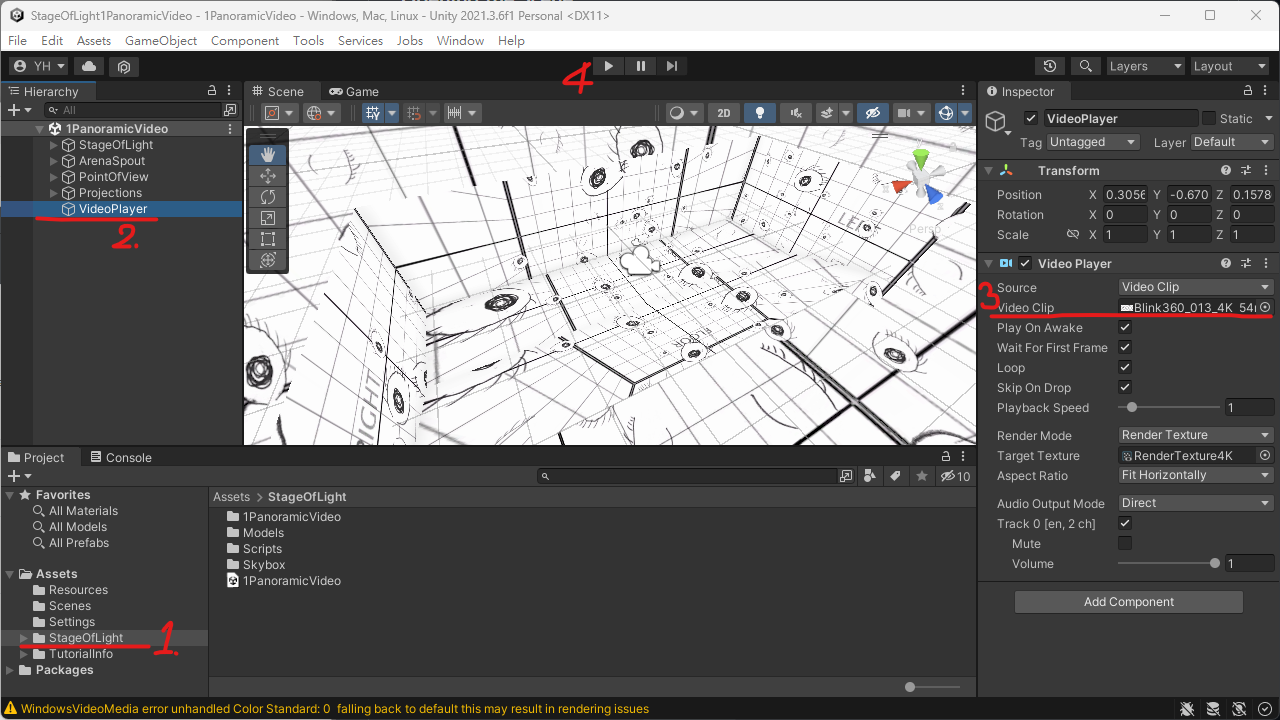 StageOfLight1PanoramicVideo - 1PanoramicVideo - Windows, Mac, Linux - Unity 2021.3.6f1 Personal <DX11>
File Edit Assets GameObject Component Tools Services Jobs Window Help
YH
4
Layers
Layout
Hierarchy
All
1PanoramicVideo
StageOfLight
ArenaSpout
PointOfView
Projections
VideoPlayer
2.
Scene
Game
2D
LEFT
RIGHT
Persp
Inspector
VideoPlayer
Static
Tag Untagged Layer Default
Transform
Position X 0.3056 Y -0.670 Z 0.1578
Rotation X 0 Y 0 Z 0
Scale X 1 Y 1 Z 1
Video Player
Source Video Clip
3
Video Clip Blink360_013_4K_54
Play On Awake
Wait For First Frame
Loop
Skip On Drop
Playback Speed 1
Render Mode Render Texture
Target Texture RenderTexture4K
Aspect Ratio Fit Horizontally
Audio Output Mode Direct
Track 0 [en, 2 ch]
Mute
Volume 1
Add Component
Project
Console
10
Favorites
All Materials
All Models
All Prefabs
Assets
Resources
Scenes
Settings
StageOfLight
1.
TutorialInfo
Packages
Assets > StageOfLight
1PanoramicVideo
Models
Scripts
Skybox
1PanoramicVideo
WindowsVideoMedia error unhandled Color Standard: 0 falling back to default this may result in rendering issues